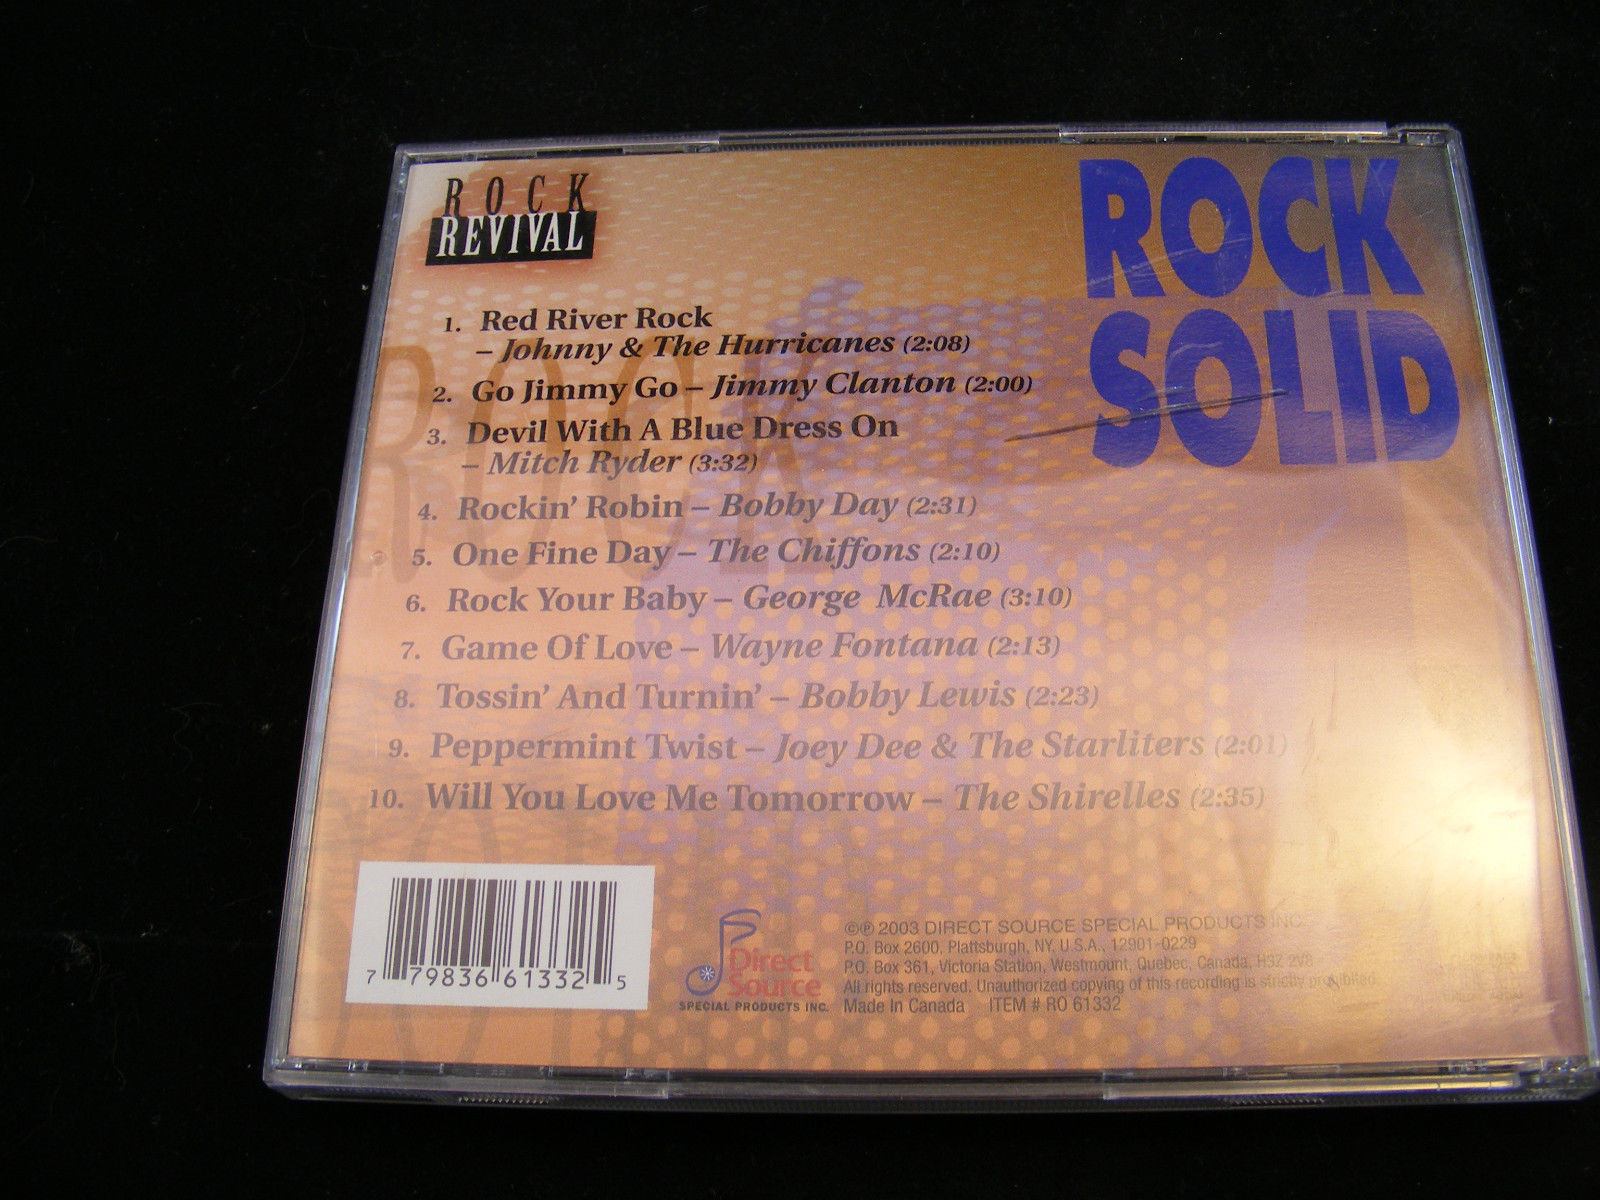 ROCK
REVIVAL
ROCK
SOLID
1. Red River Rock
– Johnny & The Hurricanes (2:08)
2. Go Jimmy Go – Jimmy Clanton (2:00)
3. Devil With A Blue Dress On
– Mitch Ryder (3:32)
4. Rockin' Robin – Bobby Day (2:31)
5. One Fine Day – The Chiffons (2:10)
6. Rock Your Baby – George McRae (3:10)
7. Game Of Love – Wayne Fontana (2:13)
8. Tossin' And Turnin' – Bobby Lewis (2:23)
9. Peppermint Twist – Joey Dee & The Starliters (2:01)
10. Will You Love Me Tomorrow – The Shirelles (2:35)
7 79836 61332 5
Direct
Source
SPECIAL PRODUCTS INC.
©℗ 2003 DIRECT SOURCE SPECIAL PRODUCTS INC.
P.O. Box 2600, Plattsburgh, NY, U.S.A., 12901-0229
P.O. Box 361, Victoria Station, Westmount, Quebec, Canada, H3Z 2V8
All rights reserved. Unauthorized copying of this recording is strictly prohibited.
Made In Canada ITEM # RO 61332